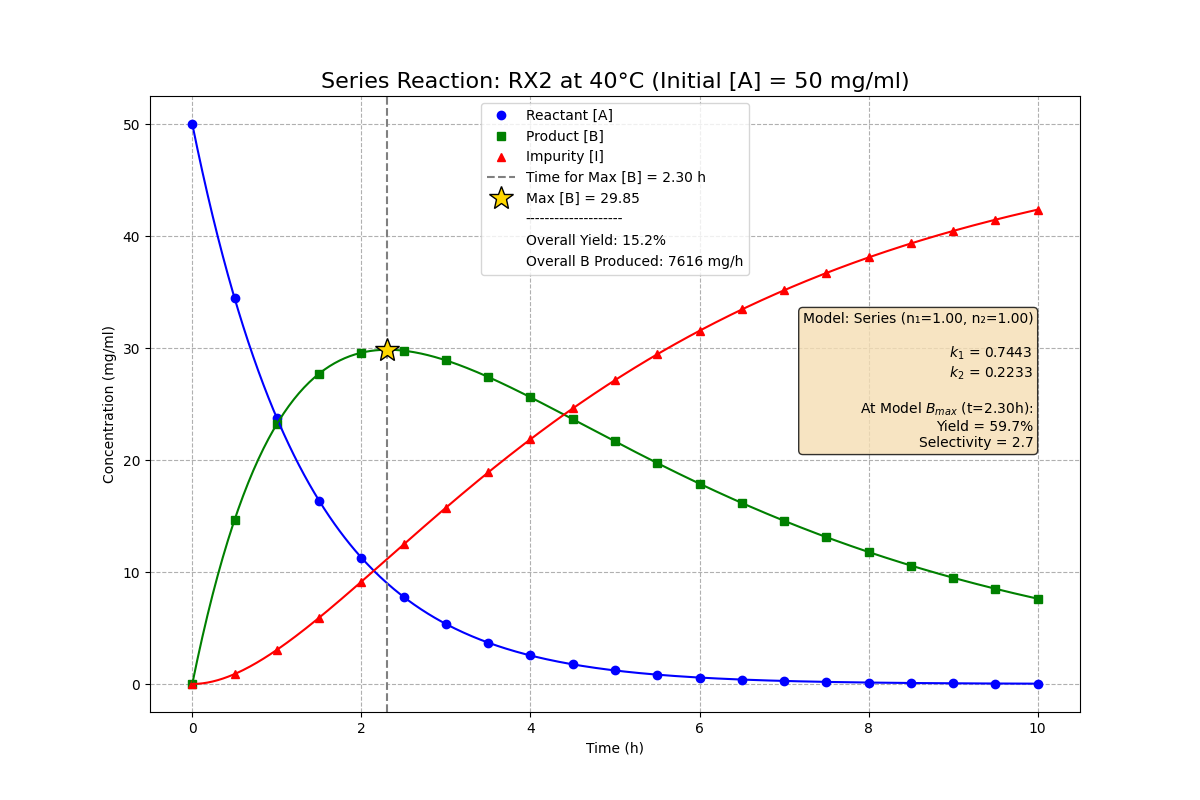 Series Reaction: RX2 at 40°C (Initial [A] = 50 mg/ml)
Reactant [A]
Product [B]
Impurity [I]
Time for Max [B] = 2.30 h
Max [B] = 29.85
--------------------
Overall Yield: 15.2%
Overall B Produced: 7616 mg/h
Model: Series (n₁=1.00, n₂=1.00)
k₁ = 0.7443
k₂ = 0.2233
At Model Bₘₐₓ (t=2.30h):
Yield = 59.7%
Selectivity = 2.7
Concentration (mg/ml)
50
40
30
20
10
0
0 2 4 6 8 10
Time (h)